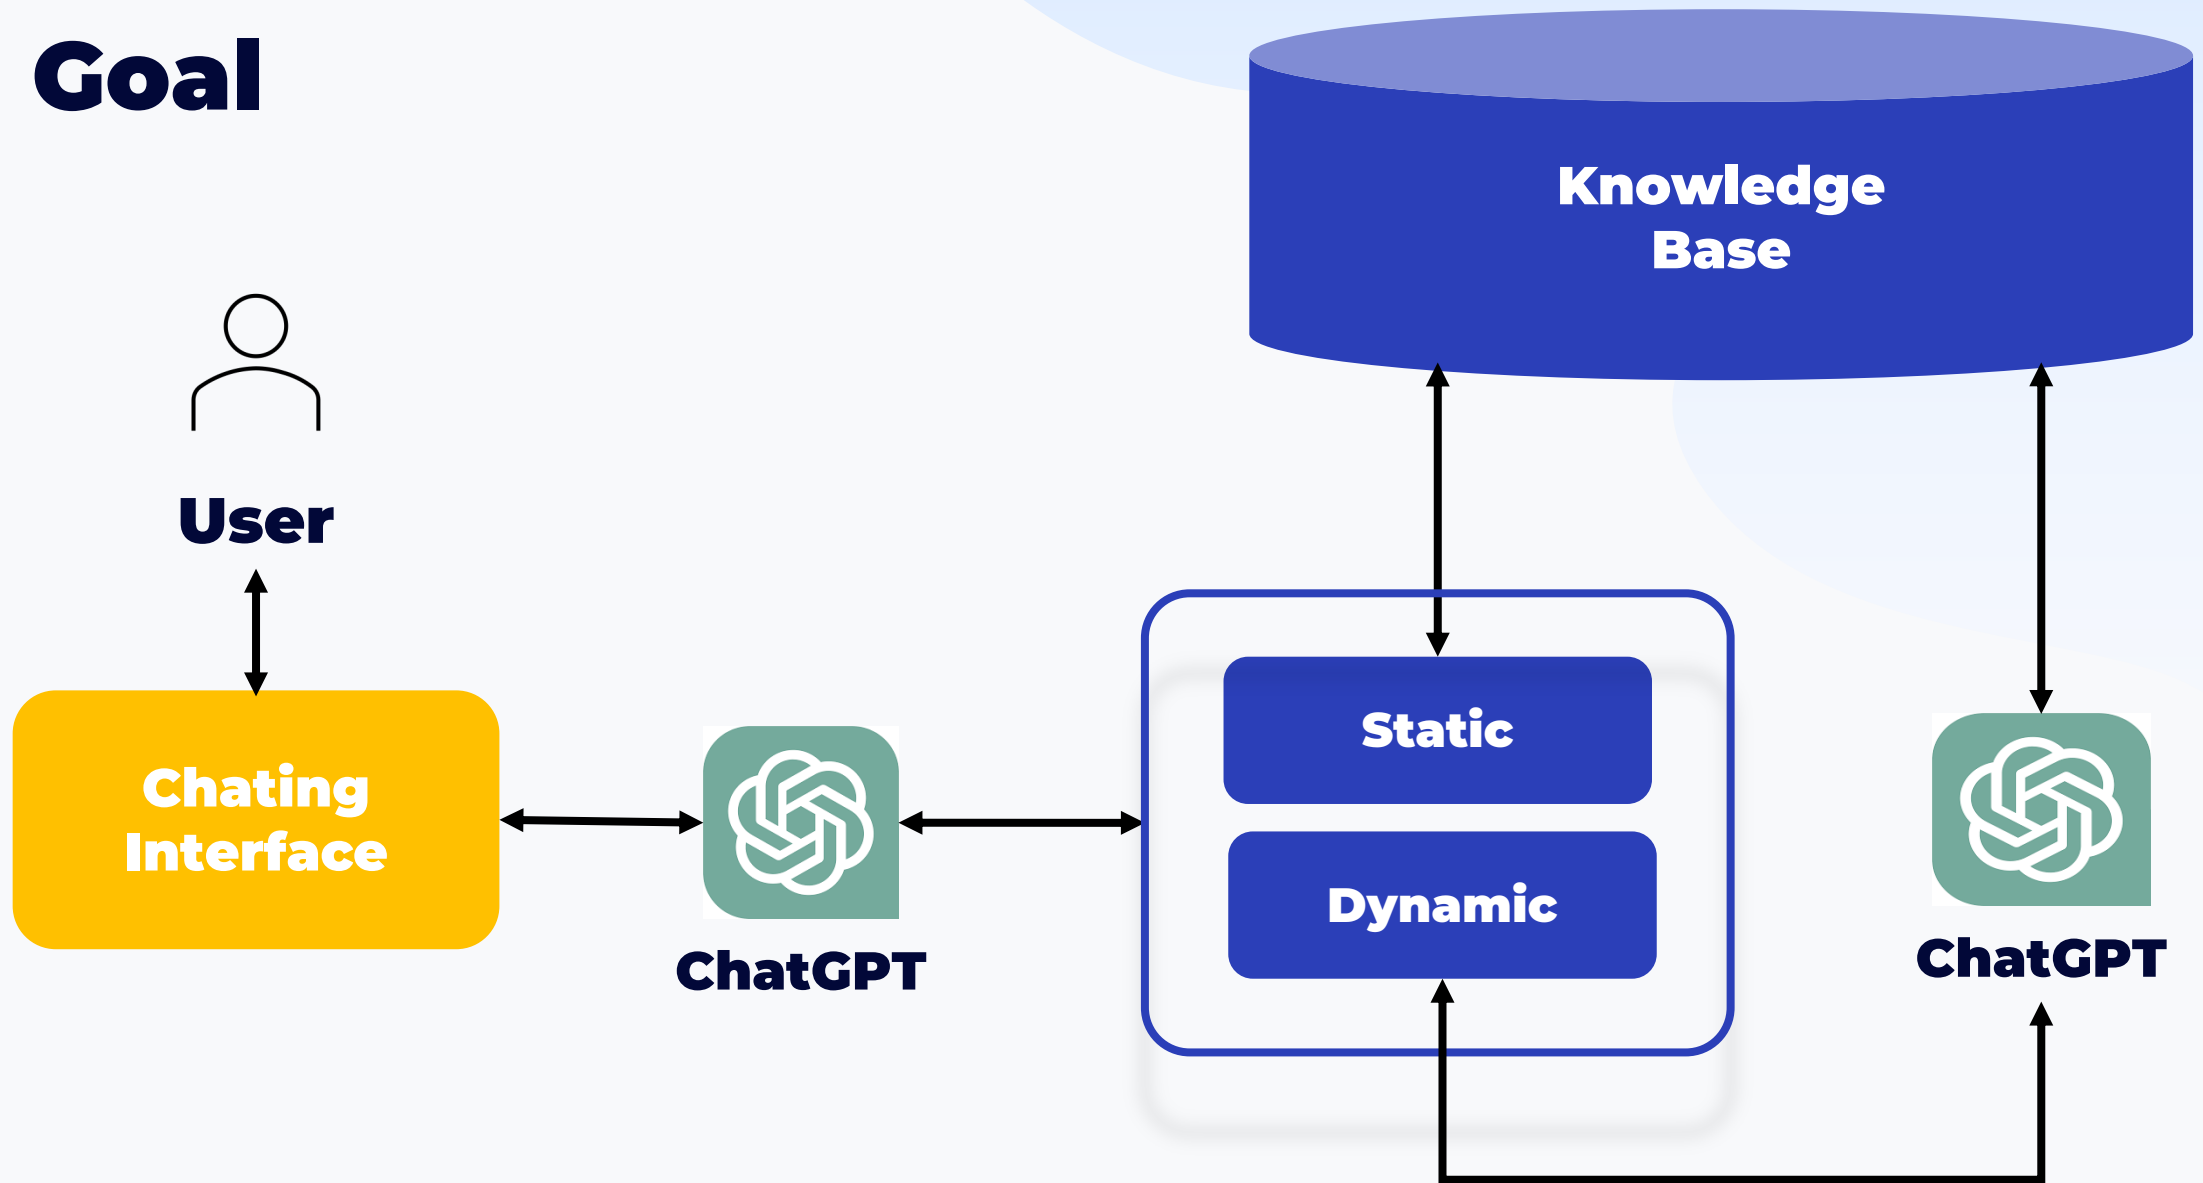 Goal
Knowledge
Base
User
Chating
Interface
ChatGPT
Static
Dynamic
ChatGPT